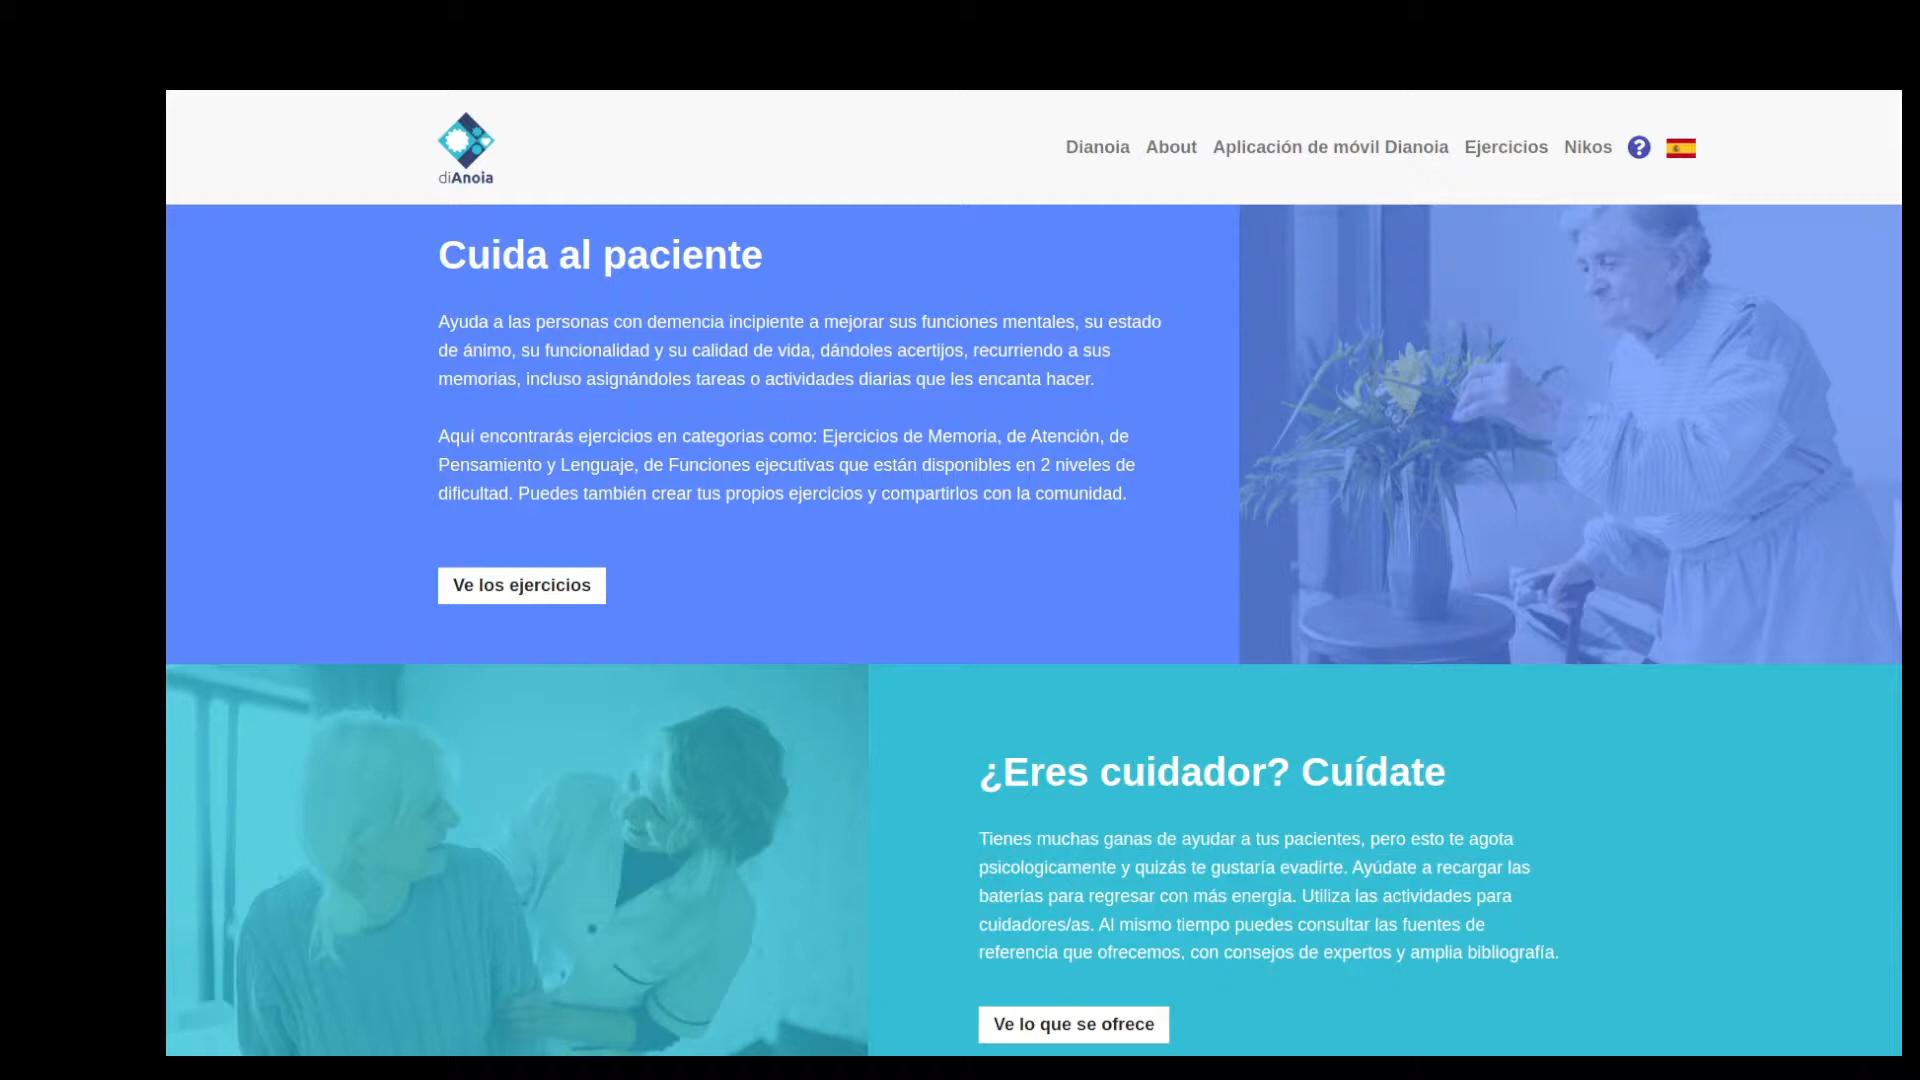 diAnoia
Dianoia About Aplicación de móvil Dianoia Ejercicios Nikos ?
Cuida al paciente
Ayuda a las personas con demencia incipiente a mejorar sus funciones mentales, su estado
de ánimo, su funcionalidad y su calidad de vida, dándoles acertijos, recurriendo a sus
memorias, incluso asignándoles tareas o actividades diarias que les encanta hacer.
Aquí encontrarás ejercicios en categorias como: Ejercicios de Memoria, de Atención, de
Pensamiento y Lenguaje, de Funciones ejecutivas que están disponibles en 2 niveles de
dificultad. Puedes también crear tus propios ejercicios y compartirlos con la comunidad.
Ve los ejercicios
¿Eres cuidador? Cuídate
Tienes muchas ganas de ayudar a tus pacientes, pero esto te agota
psicologicamente y quizás te gustaría evadirte. Ayúdate a recargar las
baterías para regresar con más energía. Utiliza las actividades para
cuidadores/as. Al mismo tiempo puedes consultar las fuentes de
referencia que ofrecemos, con consejos de expertos y amplia bibliografía.
Ve lo que se ofrece